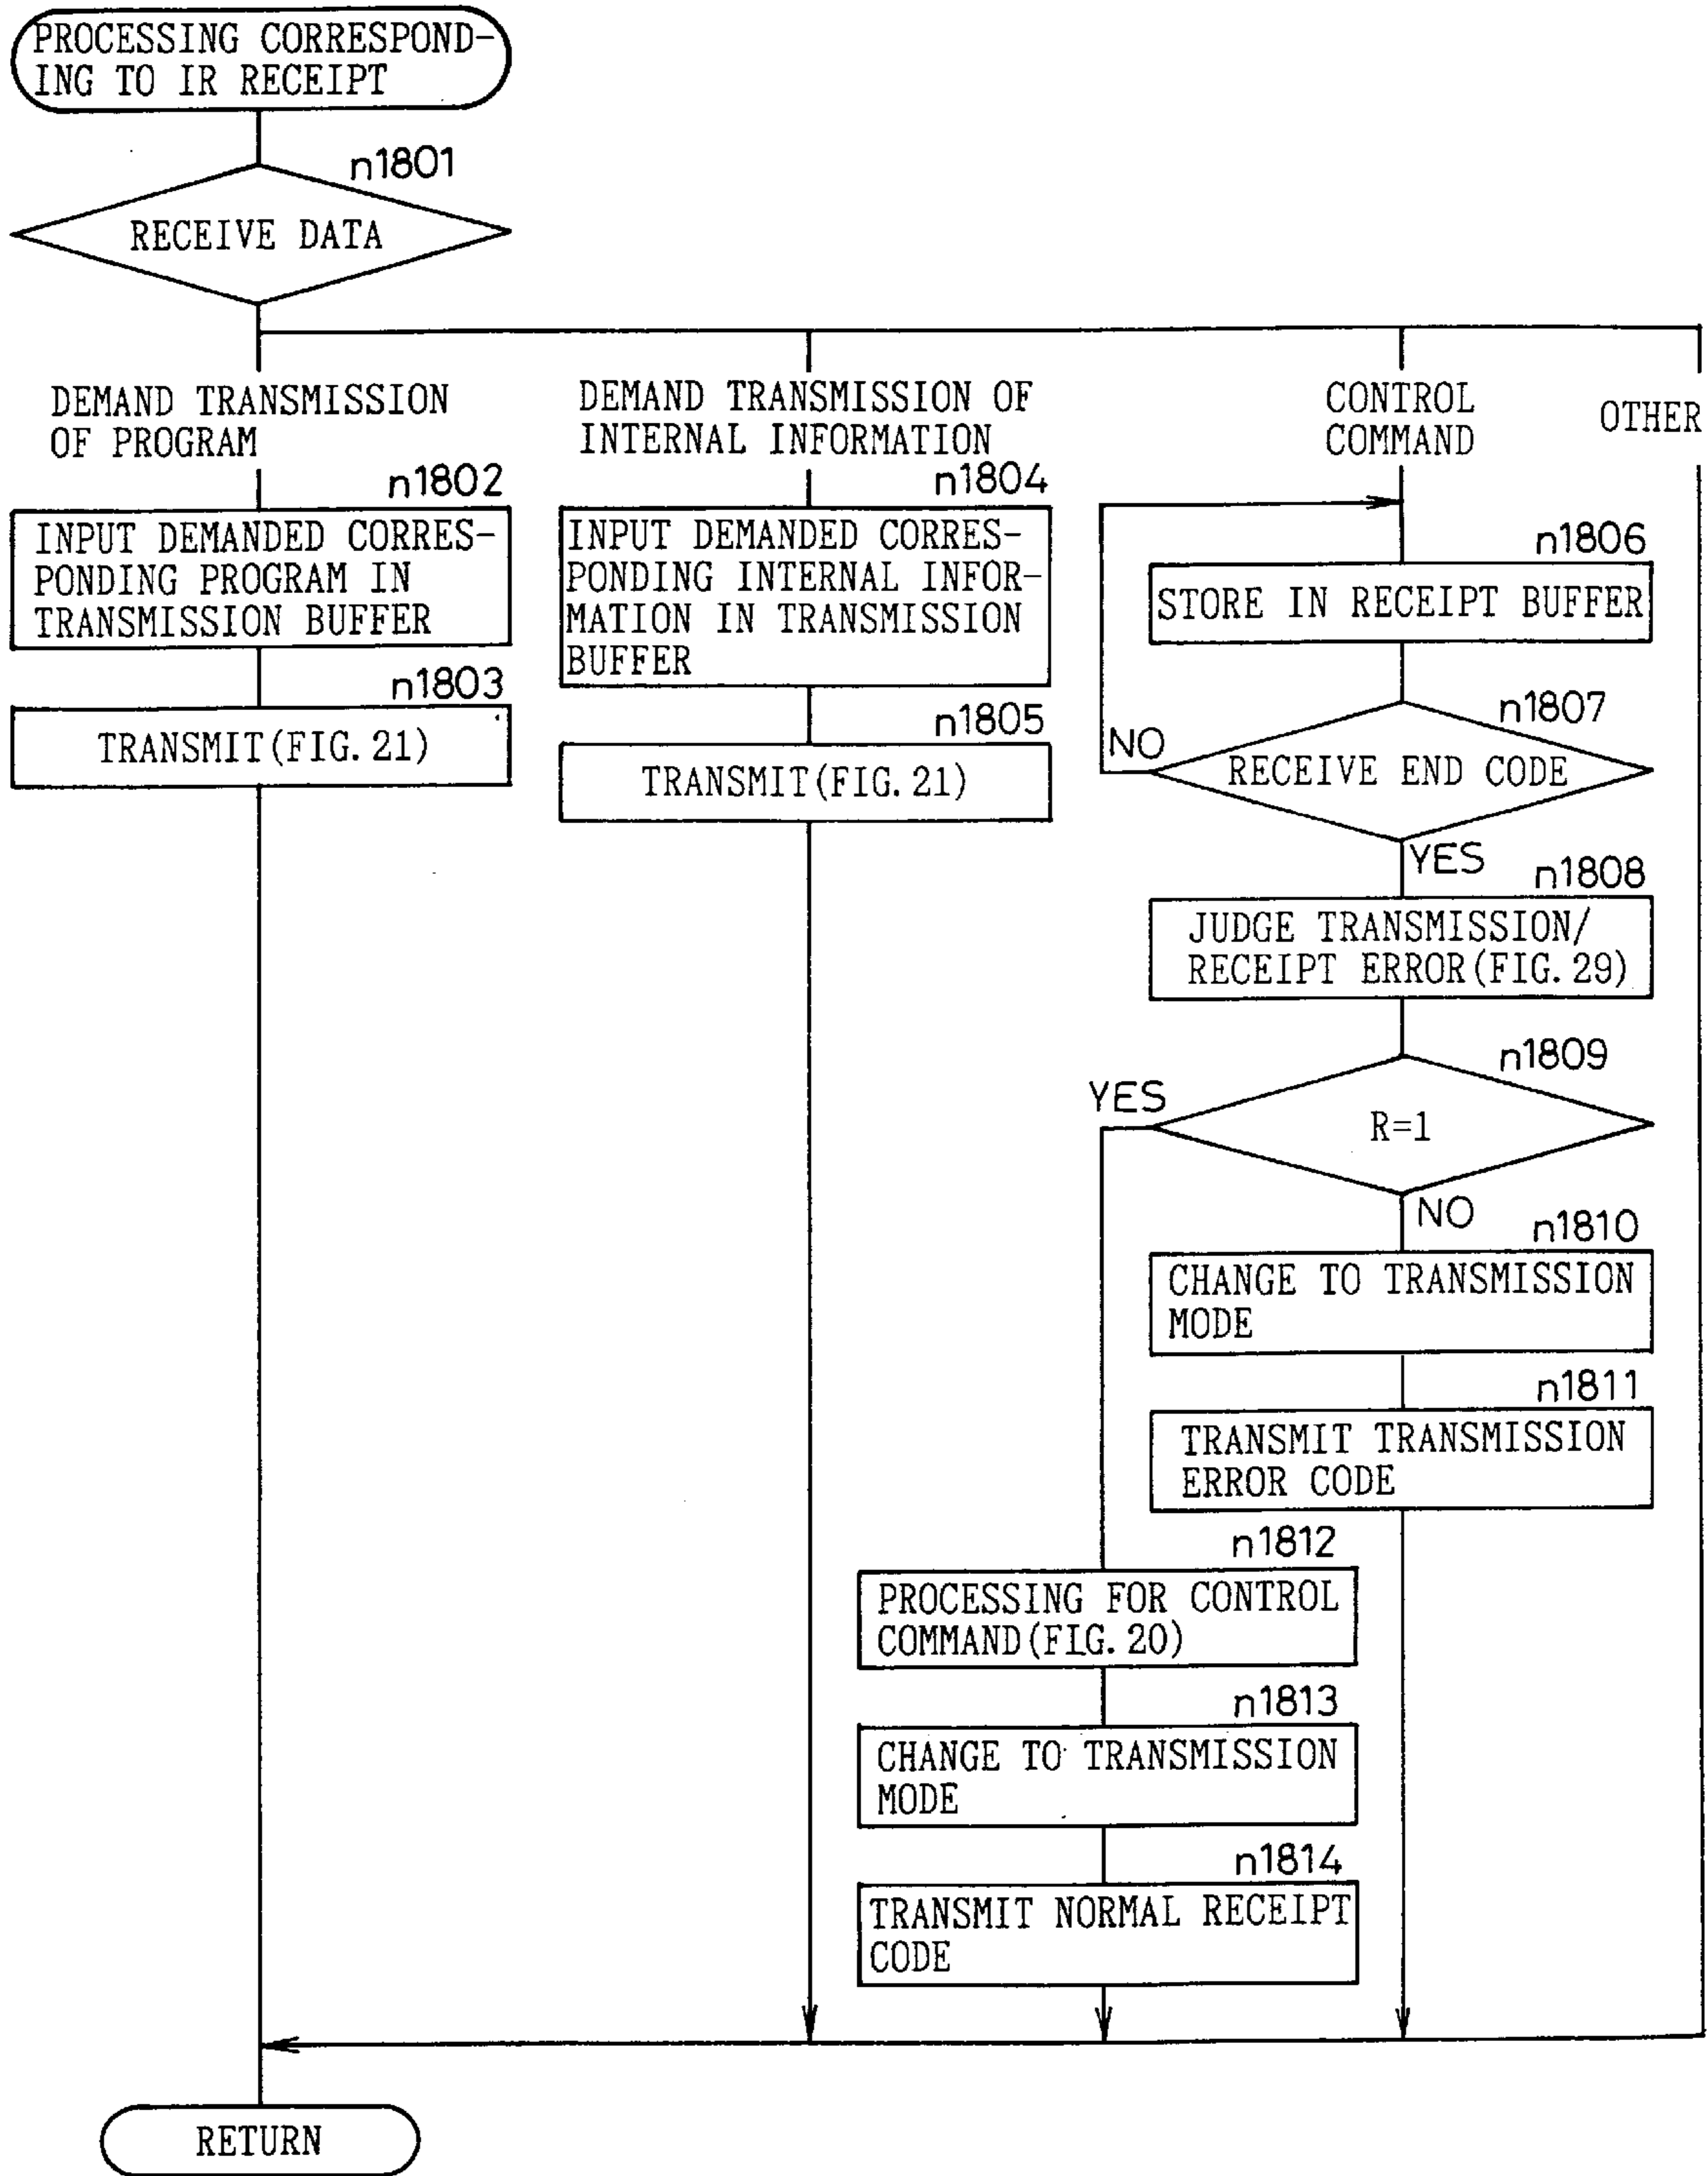 PROCESSING CORRESPOND-
ING TO IR RECEIPT
n1801
RECEIVE DATA
DEMAND TRANSMISSION
OF PROGRAM
DEMAND TRANSMISSION OF
INTERNAL INFORMATION
CONTROL
COMMAND
OTHER
n1802
INPUT DEMANDED CORRES-
PONDING PROGRAM IN
TRANSMISSION BUFFER
n1803
TRANSMIT(FIG. 21)
n1804
INPUT DEMANDED CORRES-
PONDING INTERNAL INFOR-
MATION IN TRANSMISSION
BUFFER
n1805
TRANSMIT(FIG. 21)
n1806
STORE IN RECEIPT BUFFER
n1807
NO
RECEIVE END CODE
YES
n1808
JUDGE TRANSMISSION/
RECEIPT ERROR(FIG. 29)
n1809
YES
R=1
NO
n1810
CHANGE TO TRANSMISSION
MODE
n1811
TRANSMIT TRANSMISSION
ERROR CODE
n1812
PROCESSING FOR CONTROL
COMMAND(FIG. 20)
n1813
CHANGE TO TRANSMISSION
MODE
n1814
TRANSMIT NORMAL RECEIPT
CODE
RETURN